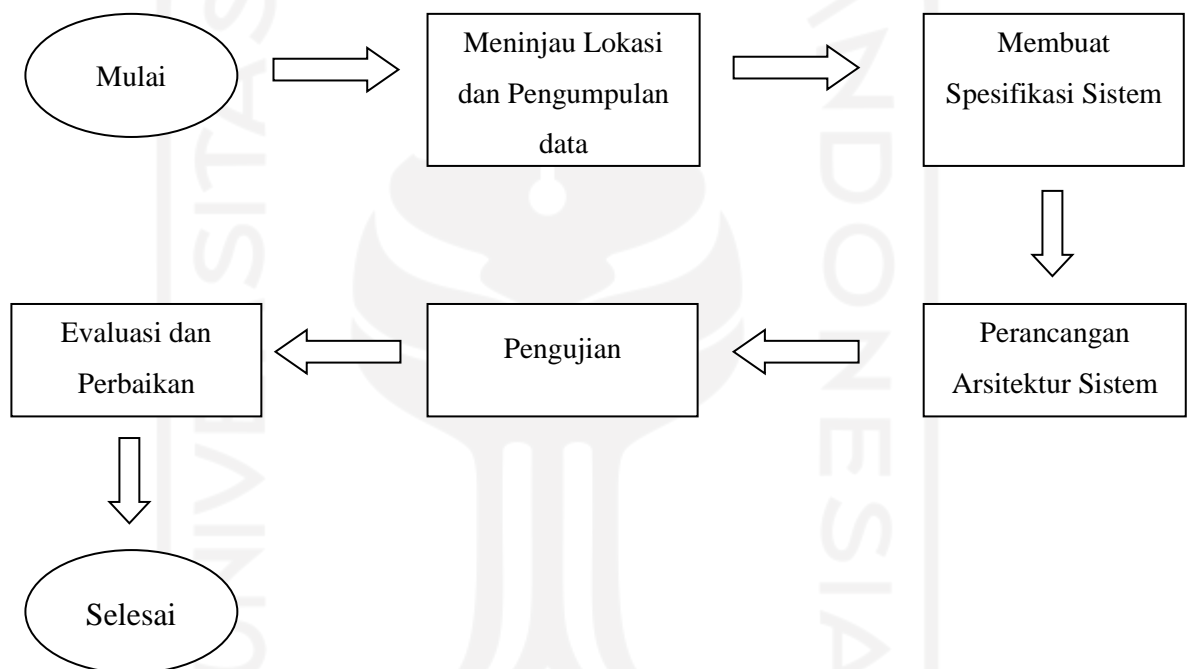 Mulai
Meninjau Lokasi
dan Pengumpulan
data
Membuat
Spesifikasi Sistem
Perancangan
Arsitektur Sistem
Pengujian
Evaluasi dan
Perbaikan
Selesai